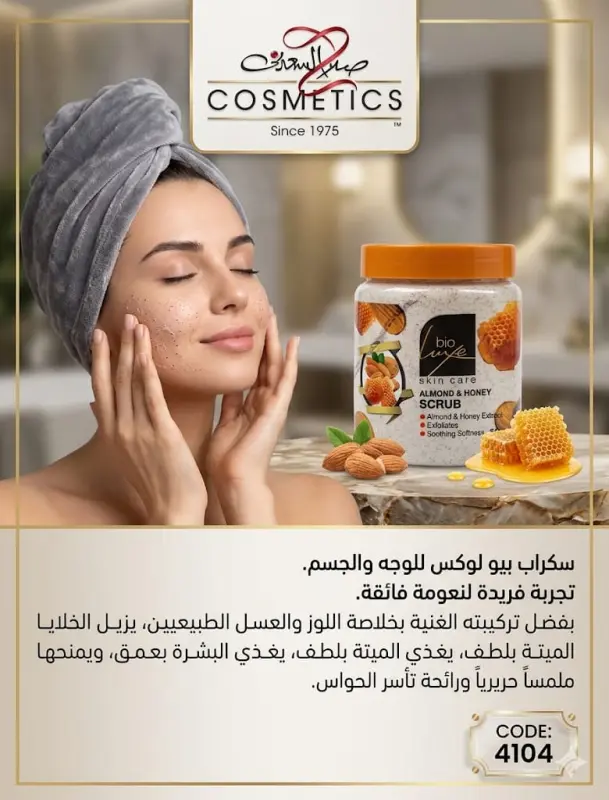 COSMETICS
Since 1975
TM
bio
luxe
skin care
ALMOND & HONEY
SCRUB
Almond & Honey Extract
Exfoliates
Soothing Softness
سكراب بيو لوكس للوجه والجسم.
تجربة فريدة لنعومة فائقة.
بفضل تركيبته الغنية بخلاصة اللوز والعسل الطبيعيين، يزيل الخلايا
الميتة بلطف، يغذي الميتة بلطف، يغذي البشرة بعمق، ويمنحها
ملمساً حريرياً ورائحة تأسر الحواس.
CODE:
4104